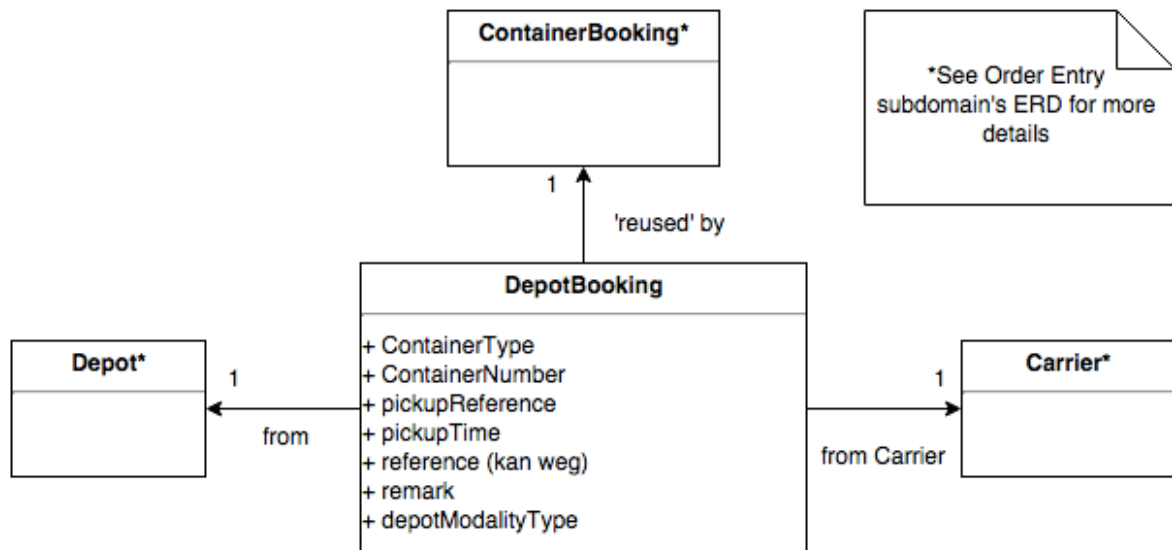 ContainerBooking*
*See Order Entry
subdomain's ERD for more
details
1
'reused' by
DepotBooking
+ ContainerType
+ ContainerNumber
+ pickupReference
+ pickupTime
+ reference (kan weg)
+ remark
+ depotModalityType
Depot*
1
from
Carrier*
1
from Carrier